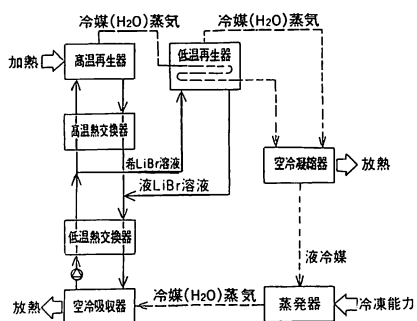 冷媒(H2O)蒸気
冷媒(H2O)蒸気
加熱
高温再生器
低温再生器
高温熱交換器
空冷凝縮器
放熱
希LiBr溶液
液LiBr溶液
低温熱交換器
液冷媒
冷媒(H2O)蒸気
放熱
空冷吸収器
蒸発器
冷凍能力